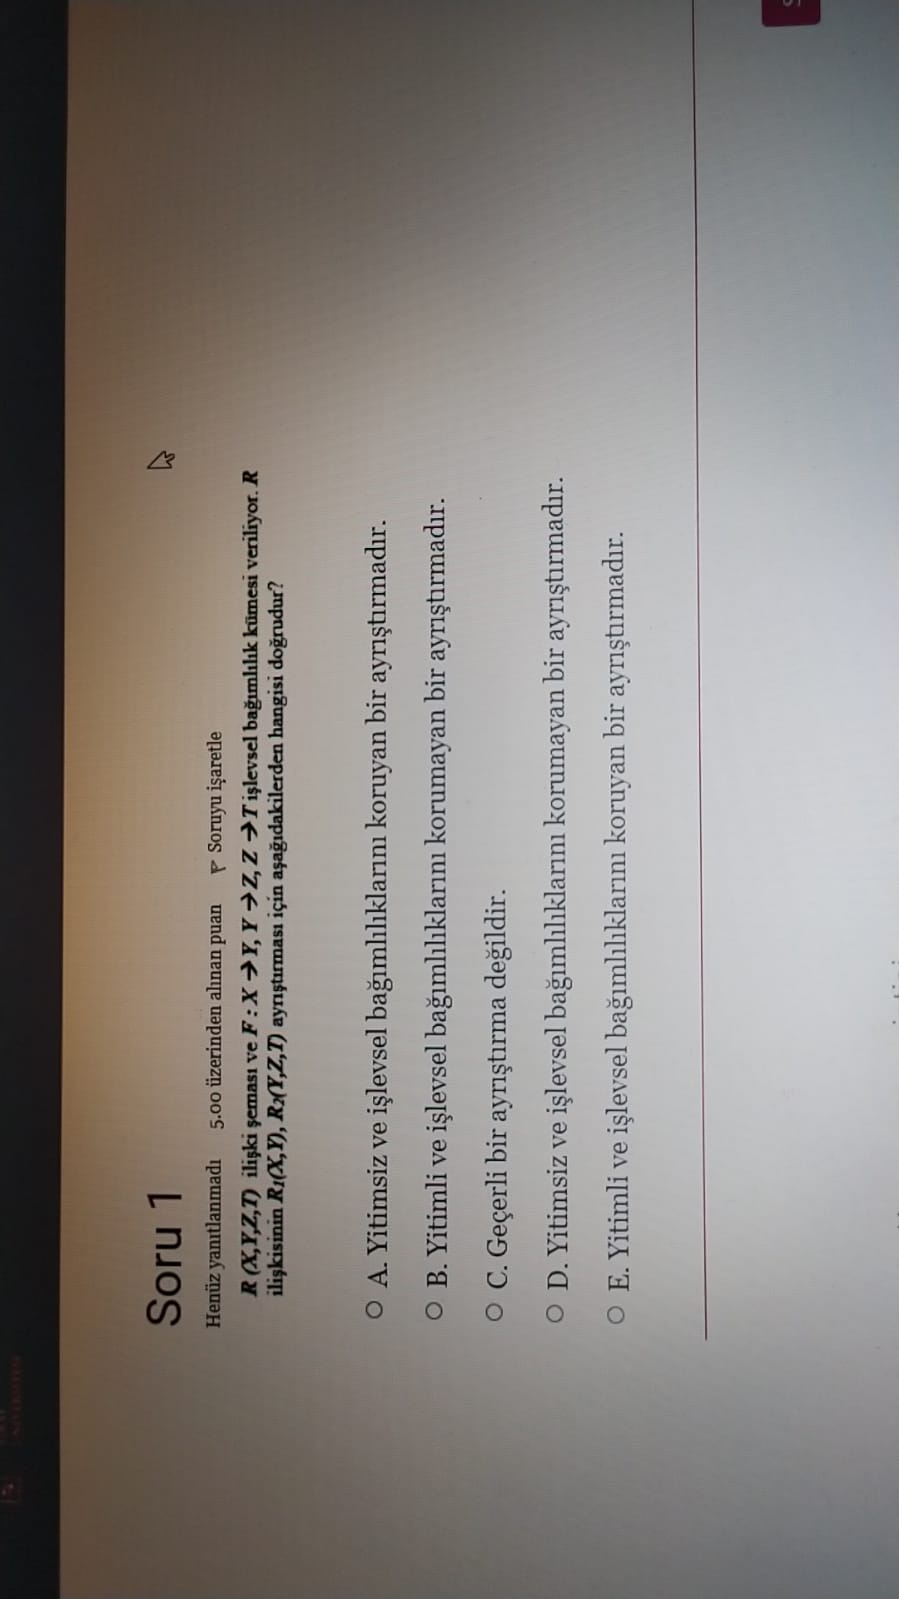 Soru 1
Henüz yanıtlanmadı 5.00 üzerinden alınan puan Soruyu işaretle
R (X,Y,Z,T) ilişki şeması ve F : X →Y, Y →Z, Z →T işlevsel bağımlılık kümesi veriliyor. R
ilişkisinin R1(X,Y), R2(Y,Z,T) ayrıştırması için aşağıdakilerden hangisi doğrudur?
A. Yitimsiz ve işlevsel bağımlılıklarını koruyan bir ayrıştırmadır.
B. Yitimli ve işlevsel bağımlılıklarını korumayan bir ayrıştırmadır.
C. Geçerli bir ayrıştırma değildir.
D. Yitimsiz ve işlevsel bağımlılıklarını korumayan bir ayrıştırmadır.
E. Yitimli ve işlevsel bağımlılıklarını koruyan bir ayrıştırmadır.